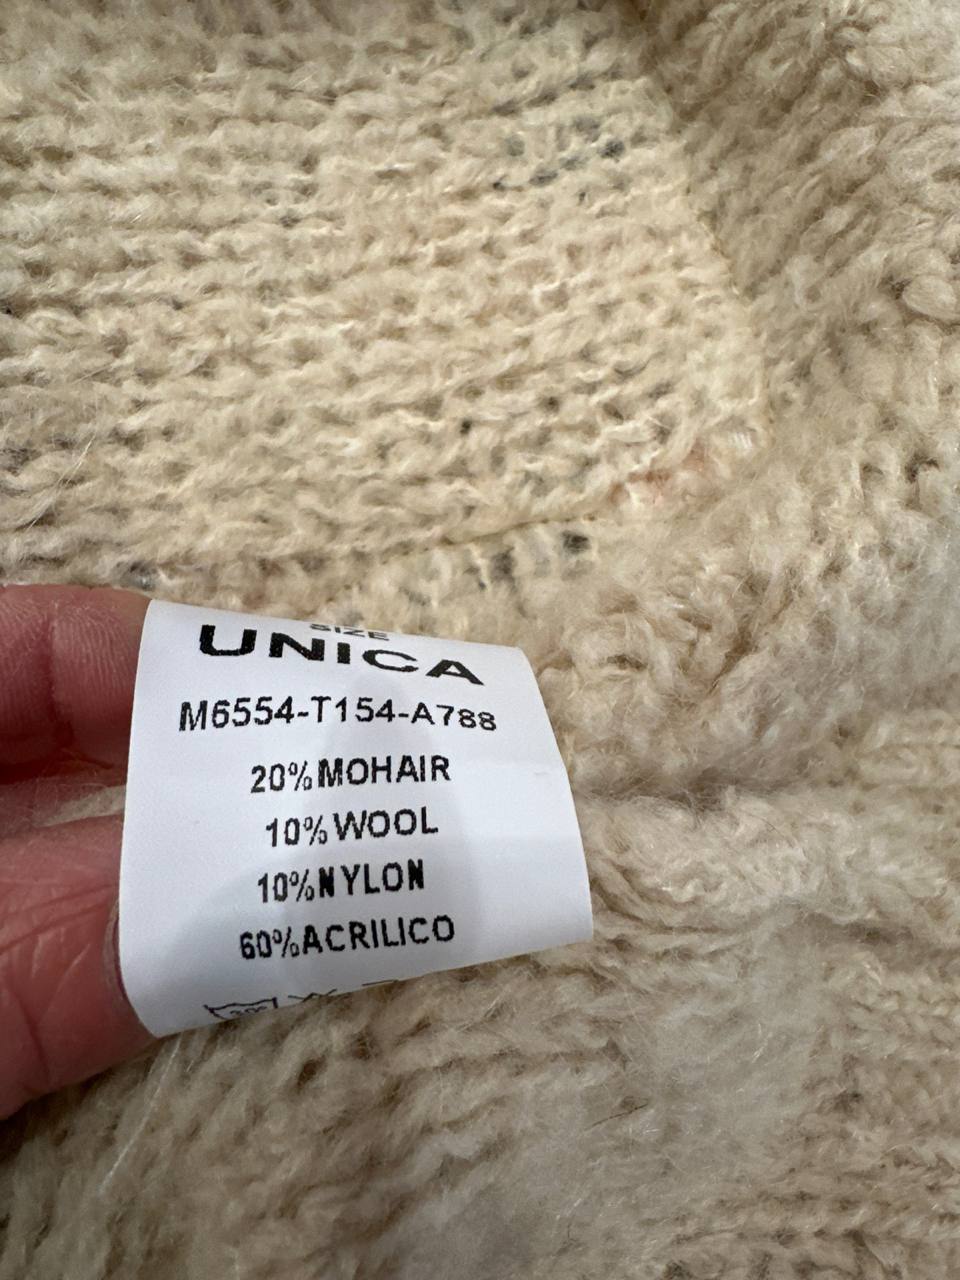 SIZE
UNICA
M6554-T154-A788
20%MOHAIR
10%WOOL
10%NYLON
60%ACRILICO